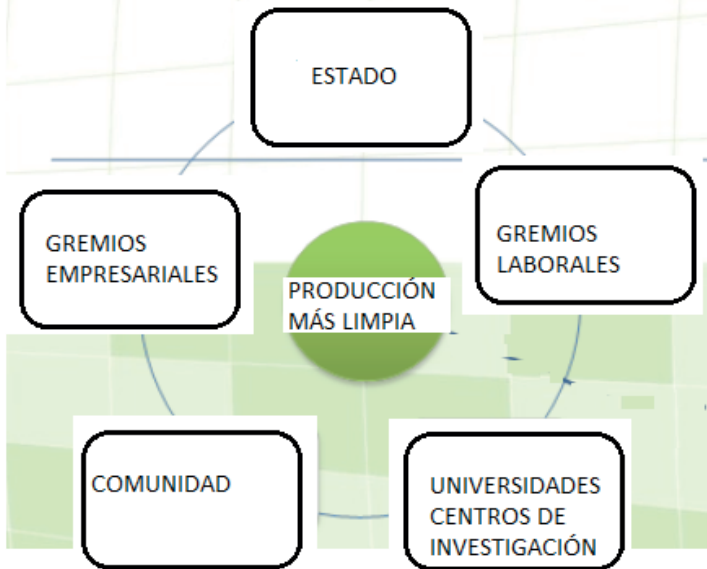 ESTADO
GREMIOS
EMPRESARIALES
GREMIOS
LABORALES
PRODUCCIÓN
MÁS LIMPIA
COMUNIDAD
UNIVERSIDADES
CENTROS DE
INVESTIGACIÓN